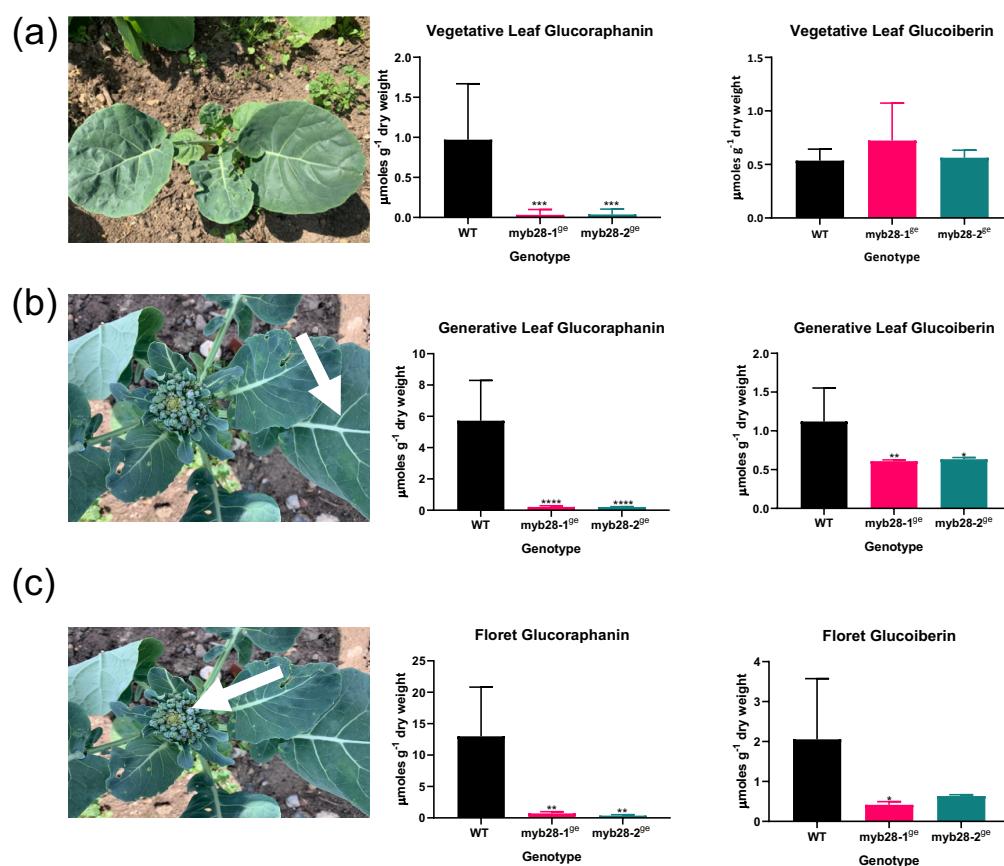 (a)
Vegetative Leaf Glucoraphanin
μmoles g⁻¹ dry weight
2.0
1.5
1.0
0.5
0.0
***
***
WT
myb28-1ᵍᵉ
myb28-2ᵍᵉ
Genotype
Vegetative Leaf Glucoiberin
μmoles g⁻¹ dry weight
1.5
1.0
0.5
0.0
WT
myb28-1ᵍᵉ
myb28-2ᵍᵉ
Genotype
(b)
Generative Leaf Glucoraphanin
μmoles g⁻¹ dry weight
10
8
6
4
2
0
****
****
WT
myb28-1ᵍᵉ
myb28-2ᵍᵉ
Genotype
Generative Leaf Glucoiberin
μmoles g⁻¹ dry weight
2.0
1.5
1.0
0.5
0.0
**
*
WT
myb28-1ᵍᵉ
myb28-2ᵍᵉ
Genotype
(c)
Floret Glucoraphanin
μmoles g⁻¹ dry weight
25
20
15
10
5
0
**
**
WT
myb28-1ᵍᵉ
myb28-2ᵍᵉ
Genotype
Floret Glucoiberin
μmoles g⁻¹ dry weight
4
3
2
1
0
*
WT
myb28-1ᵍᵉ
myb28-2ᵍᵉ
Genotype